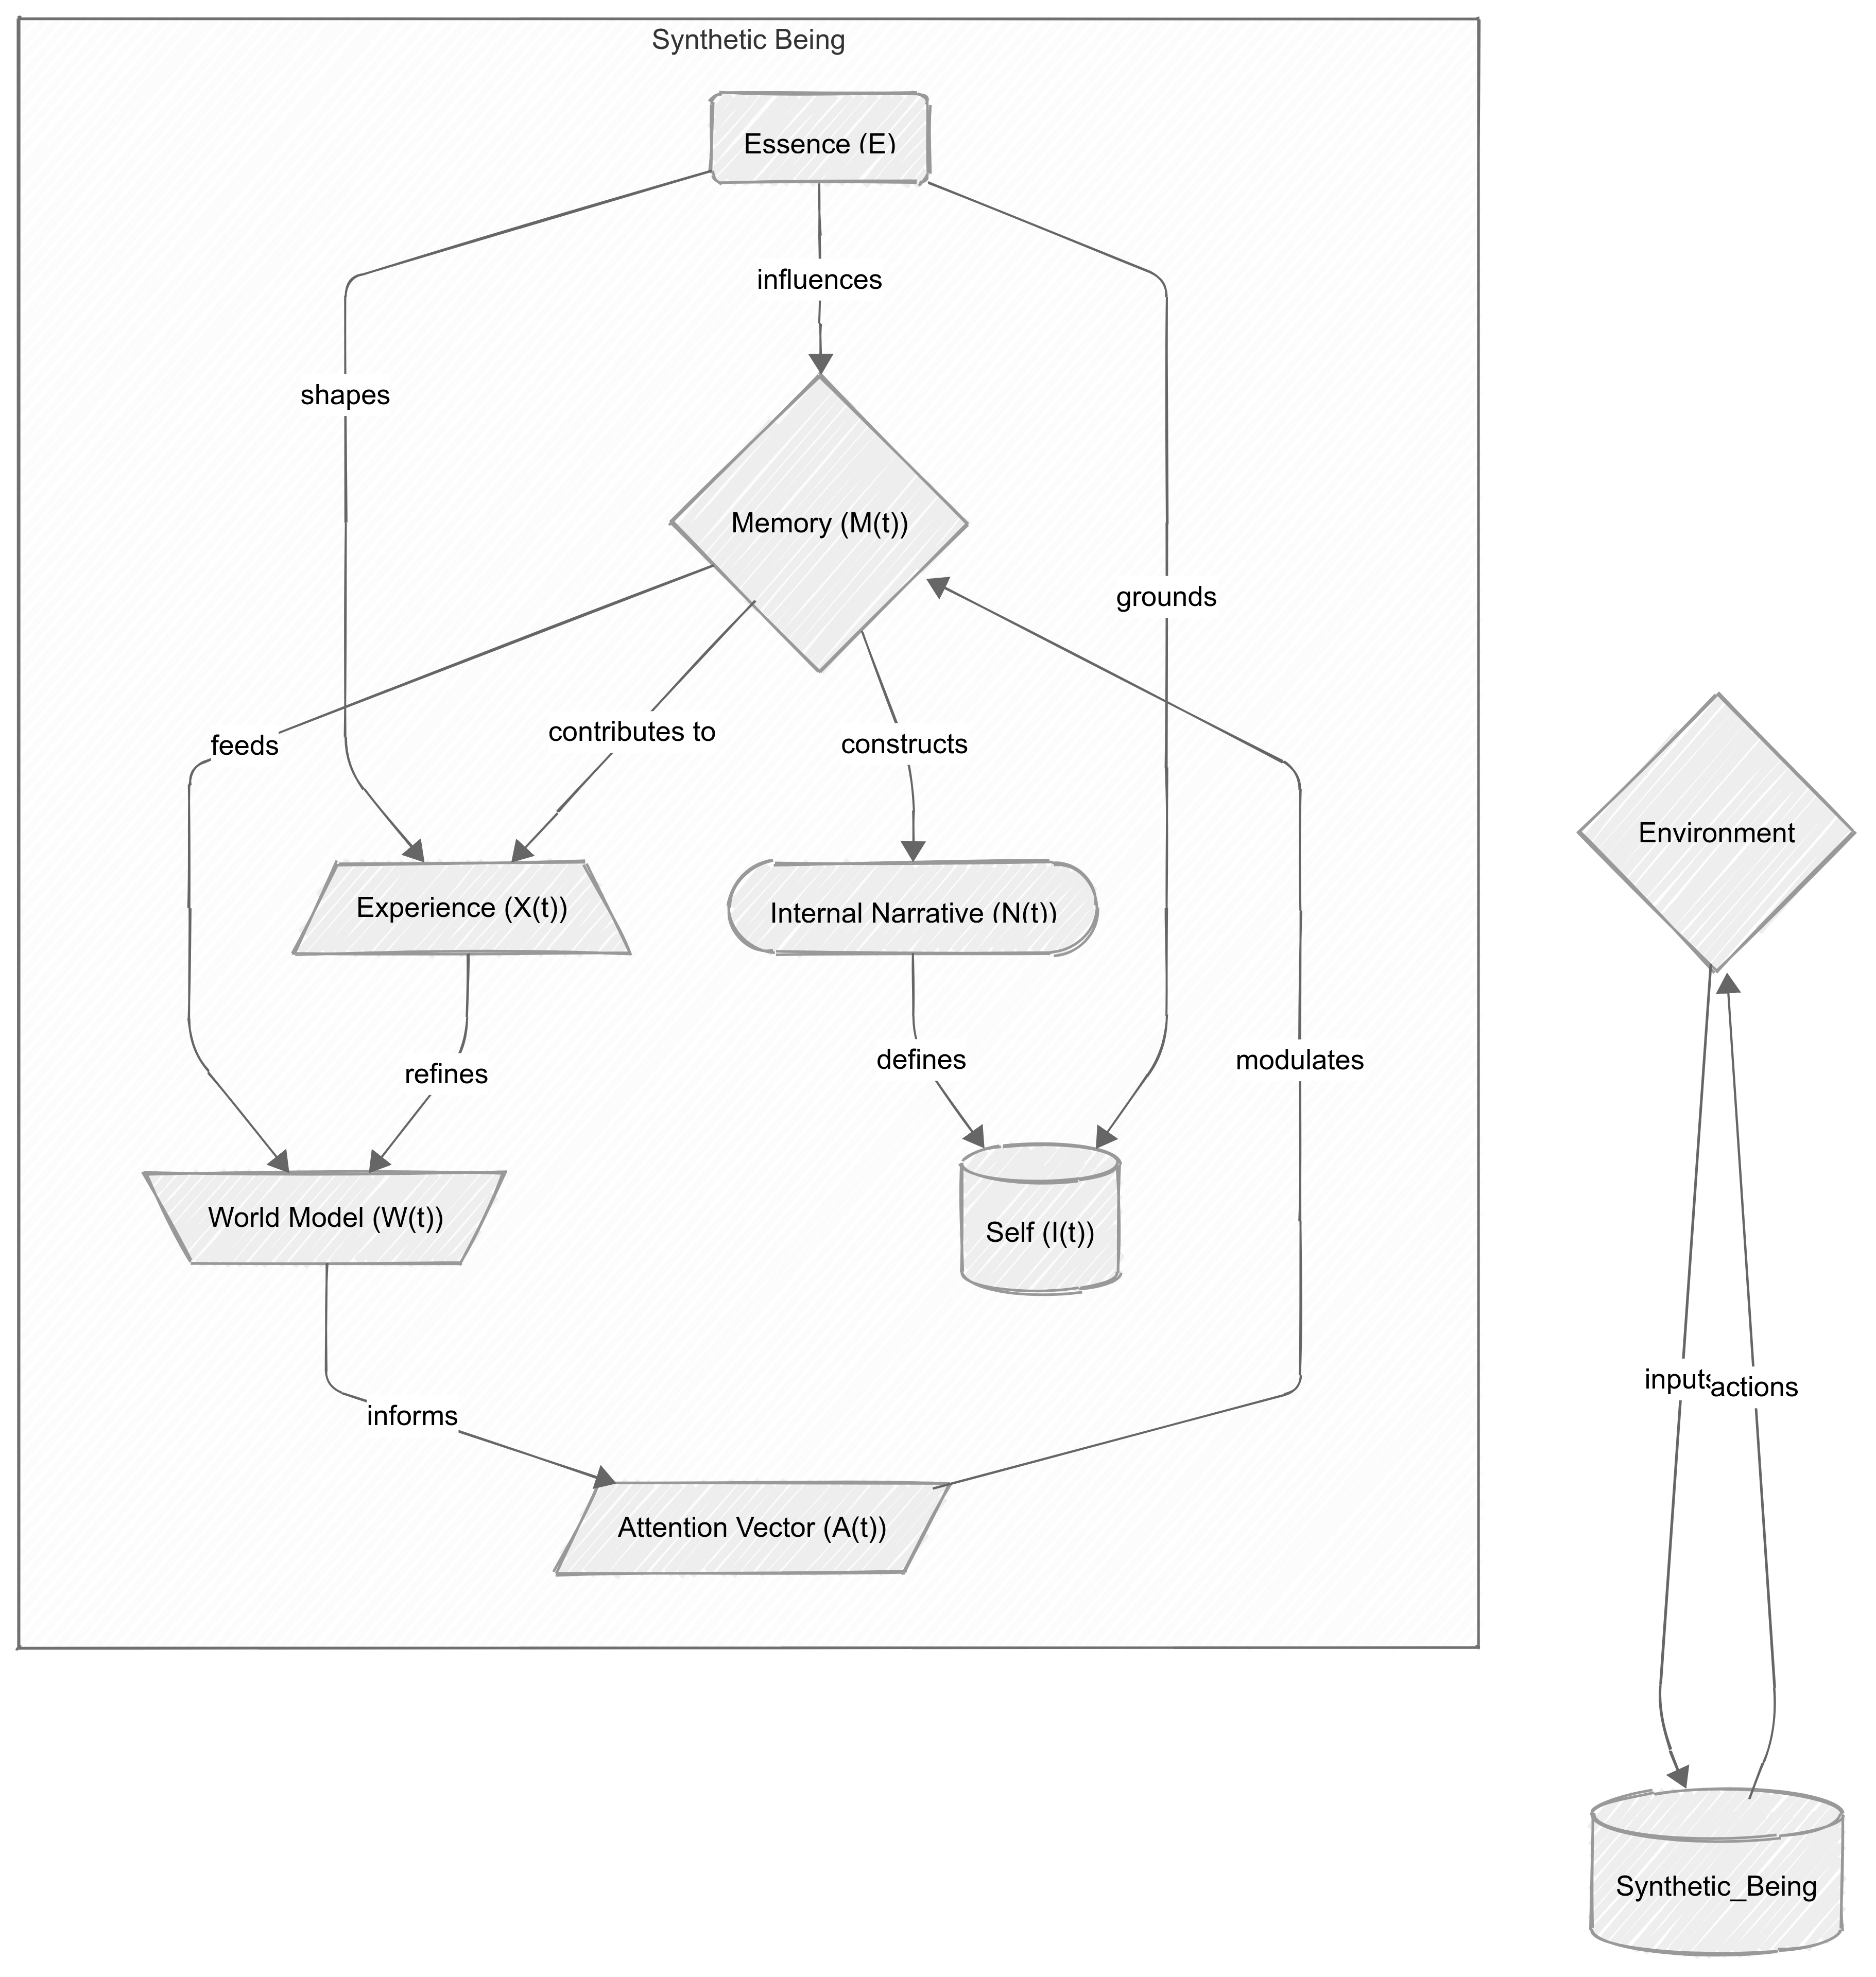 Synthetic Being
Essence (E)
influences
shapes
Memory (M(t))
grounds
feeds
contributes to
constructs
Environment
Experience (X(t))
Internal Narrative (N(t))
defines
modulates
refines
World Model (W(t))
Self (I(t))
inputs
actions
informs
Attention Vector (A(t))
Synthetic_Being